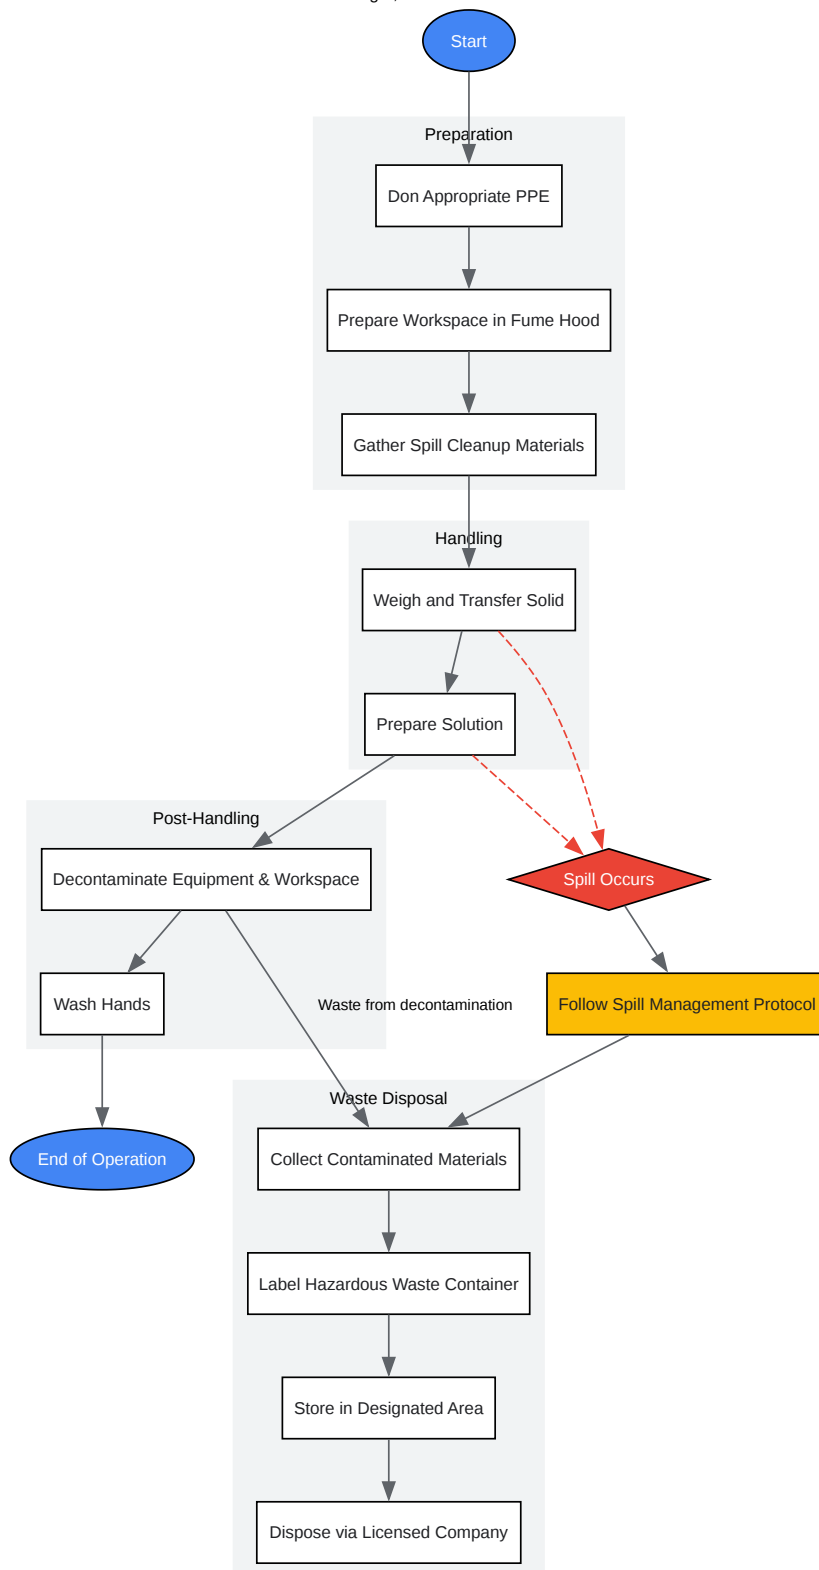 Start
Preparation
Don Appropriate PPE
Prepare Workspace in Fume Hood
Gather Spill Cleanup Materials
Handling
Weigh and Transfer Solid
Prepare Solution
Post-Handling
Decontaminate Equipment & Workspace
Spill Occurs
Wash Hands
Waste from decontamination
Follow Spill Management Protocol
Waste Disposal
End of Operation
Collect Contaminated Materials
Label Hazardous Waste Container
Store in Designated Area
Dispose via Licensed Company